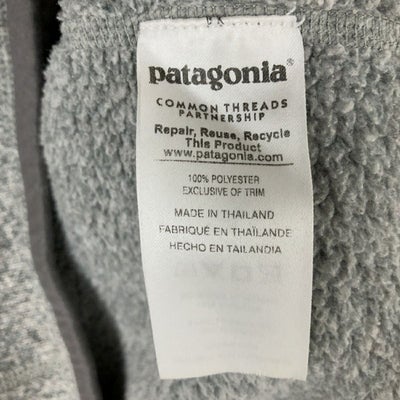 patagonia®
COMMON THREADS
PARTNERSHIP
Repair, Reuse, Recycle
This Product
www.patagonia.com
100% POLYESTER
EXCLUSIVE OF TRIM
MADE IN THAILAND
FABRIQUÉ EN THAÏLANDE
HECHO EN TAILANDIA